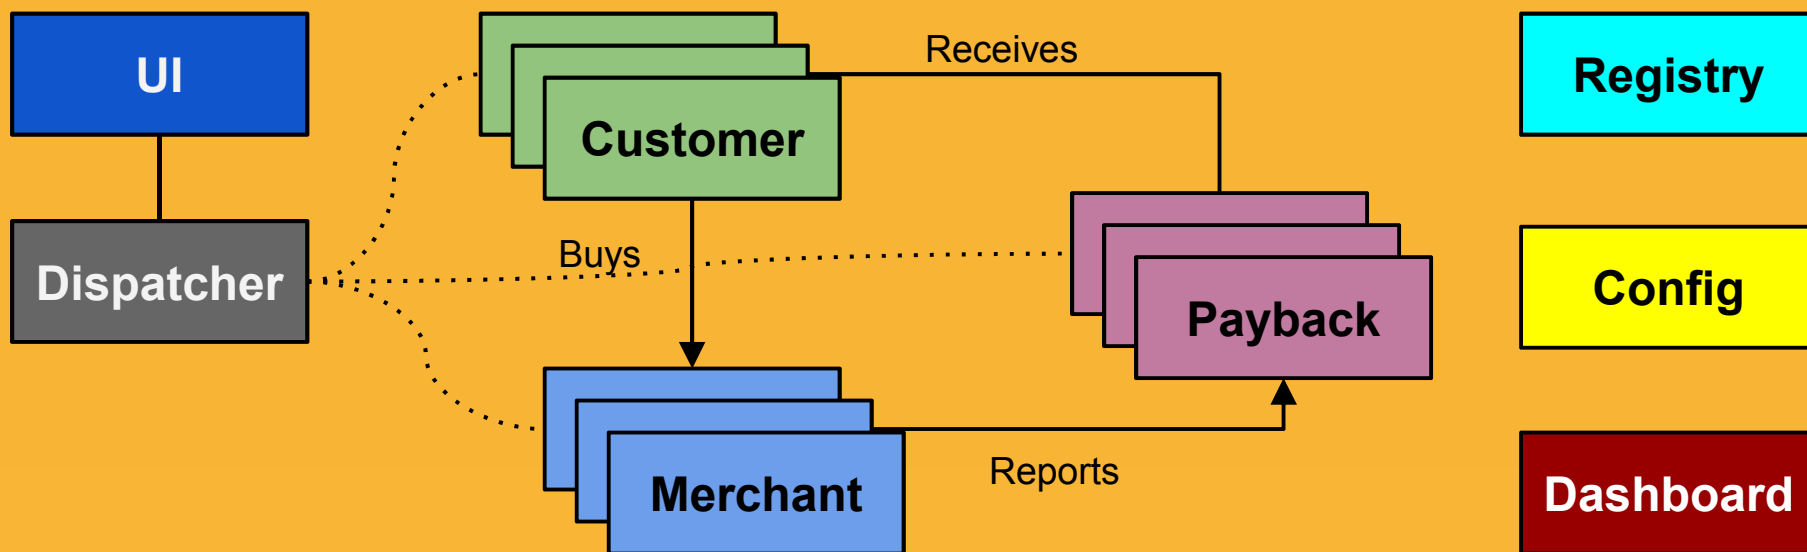 UI
Receives
Registry
Customer
Buys
Dispatcher
Config
Payback
Reports
Merchant
Dashboard